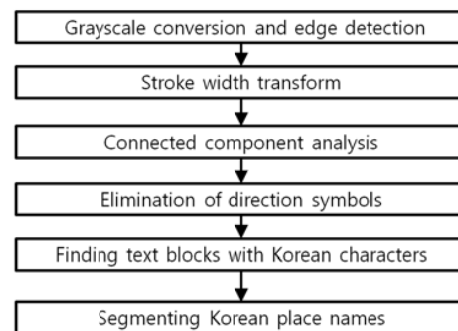 Grayscale conversion and edge detection
Stroke width transform
Connected component analysis
Elimination of direction symbols
Finding text blocks with Korean characters
Segmenting Korean place names